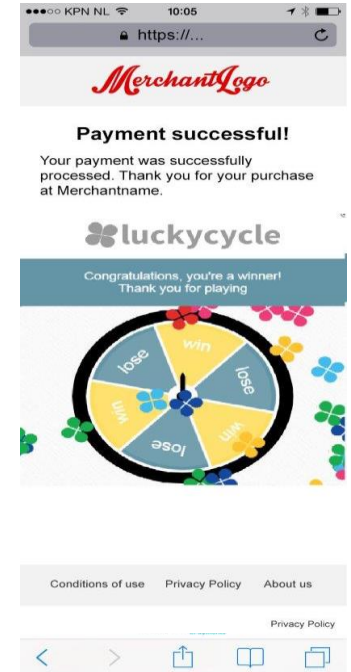 KPN NL 10:05
https://...
MerchantLogo
Payment successful!
Your payment was successfully
processed. Thank you for your purchase
at Merchantname.
luckycycle
Congratulations, you're a winner!
Thank you for playing
win
lose
lose
win
win
lose
Conditions of use Privacy Policy About us
Privacy Policy